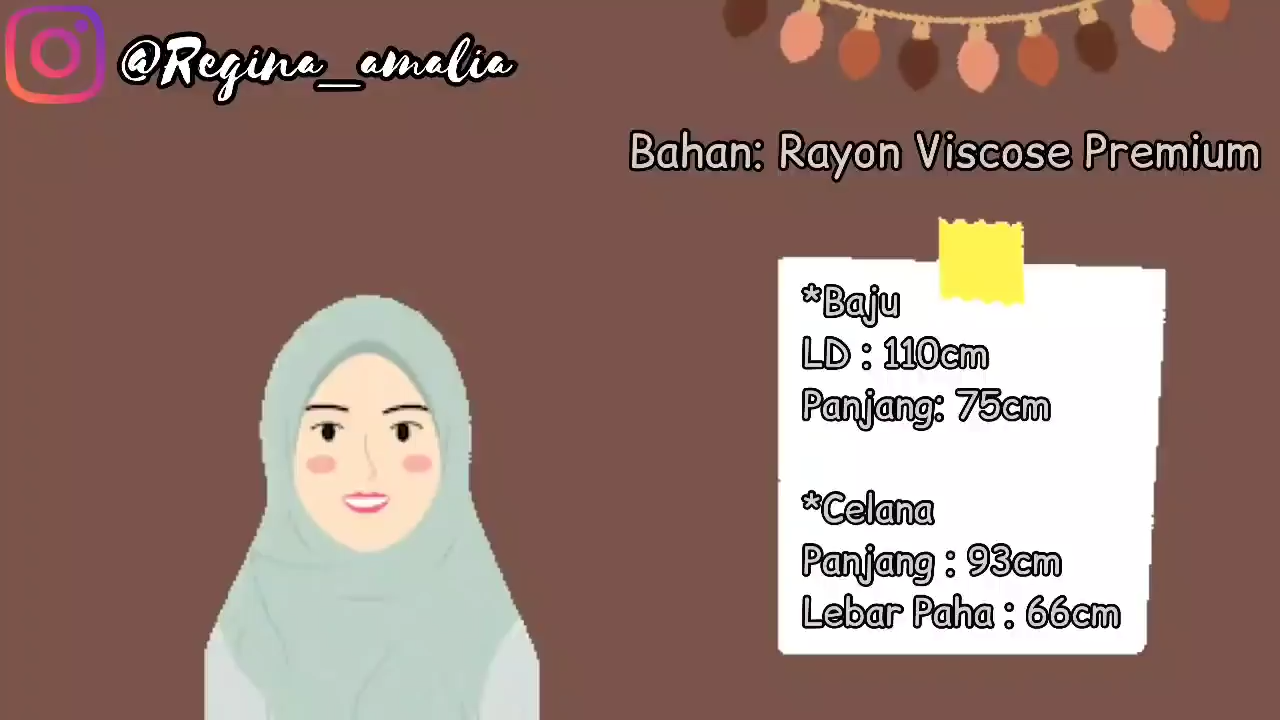 @Regina_amalia
Bahan: Rayon Viscose Premium
*Baju
LD : 110cm
Panjang: 75cm
*Celana
Panjang : 93cm
Lebar Paha : 66cm